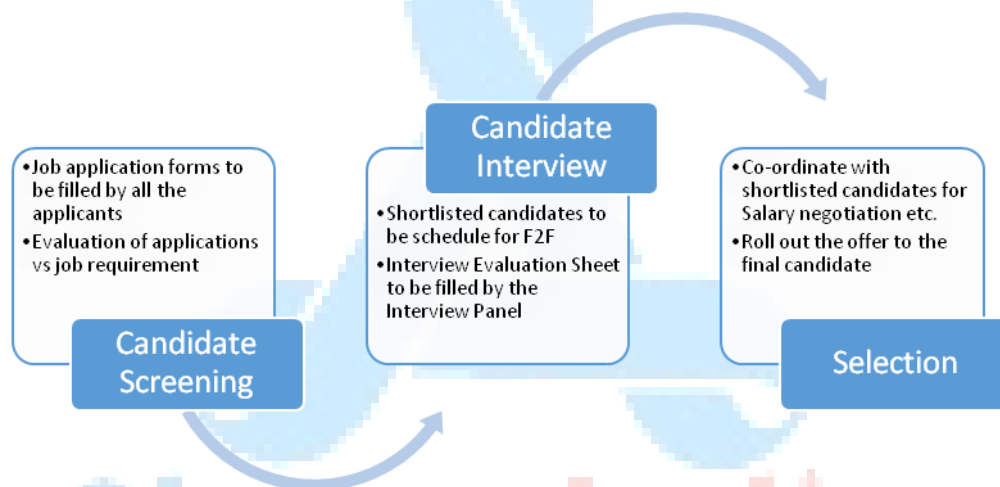 •Job application forms to
be filled by all the
applicants
•Evaluation of applications
vs job requirement
Candidate
Screening
Candidate
Interview
•Shortlisted candidates to
be schedule for F2F
•Interview Evaluation Sheet
to be filled by the
Interview Panel
•Co-ordinate with
shortlisted candidates for
Salary negotiation etc.
•Roll out the offer to the
final candidate
Selection